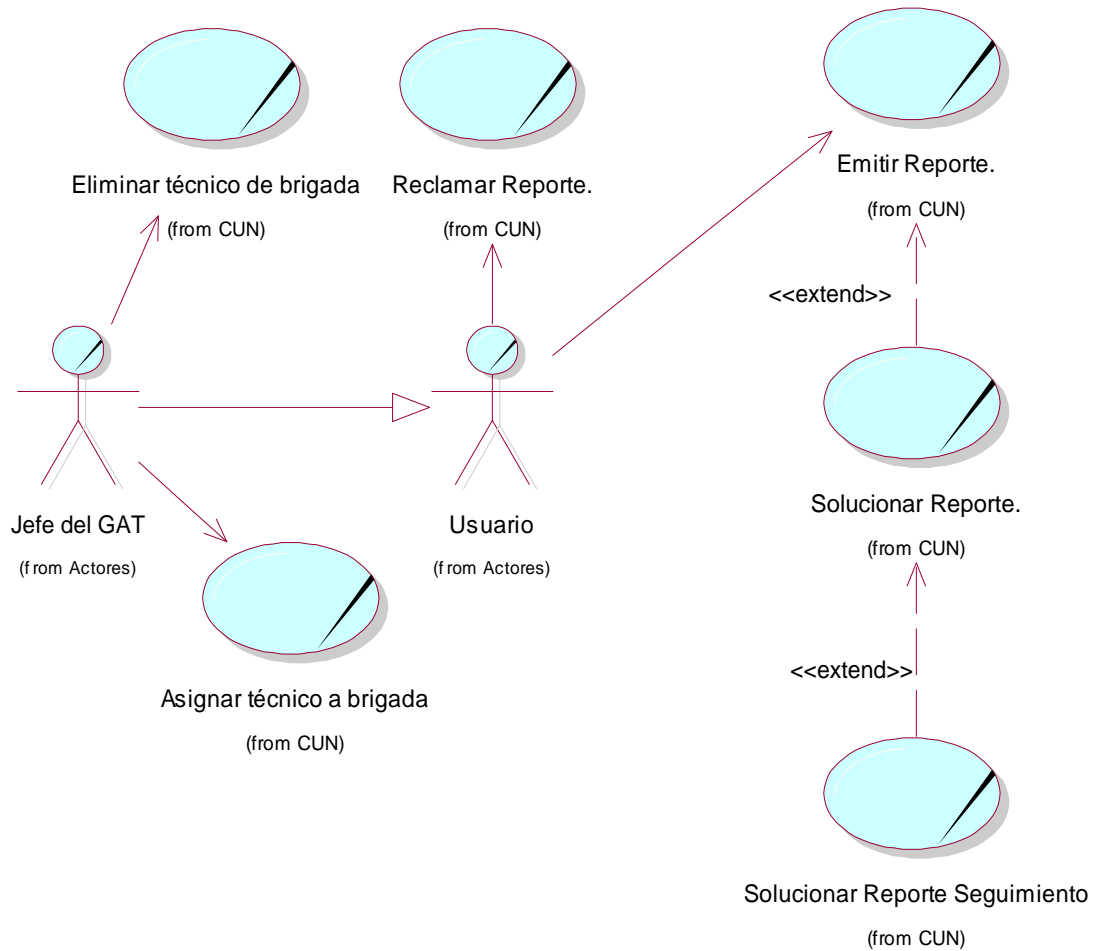 Eliminar técnico de brigada
(from CUN)
Reclamar Reporte.
(from CUN)
Emitir Reporte.
(from CUN)
<<extend>>
Jefe del GAT
(from Actores)
Usuario
(from Actores)
Solucionar Reporte.
(from CUN)
Asignar técnico a brigada
(from CUN)
<<extend>>
Solucionar Reporte Seguimiento
(from CUN)